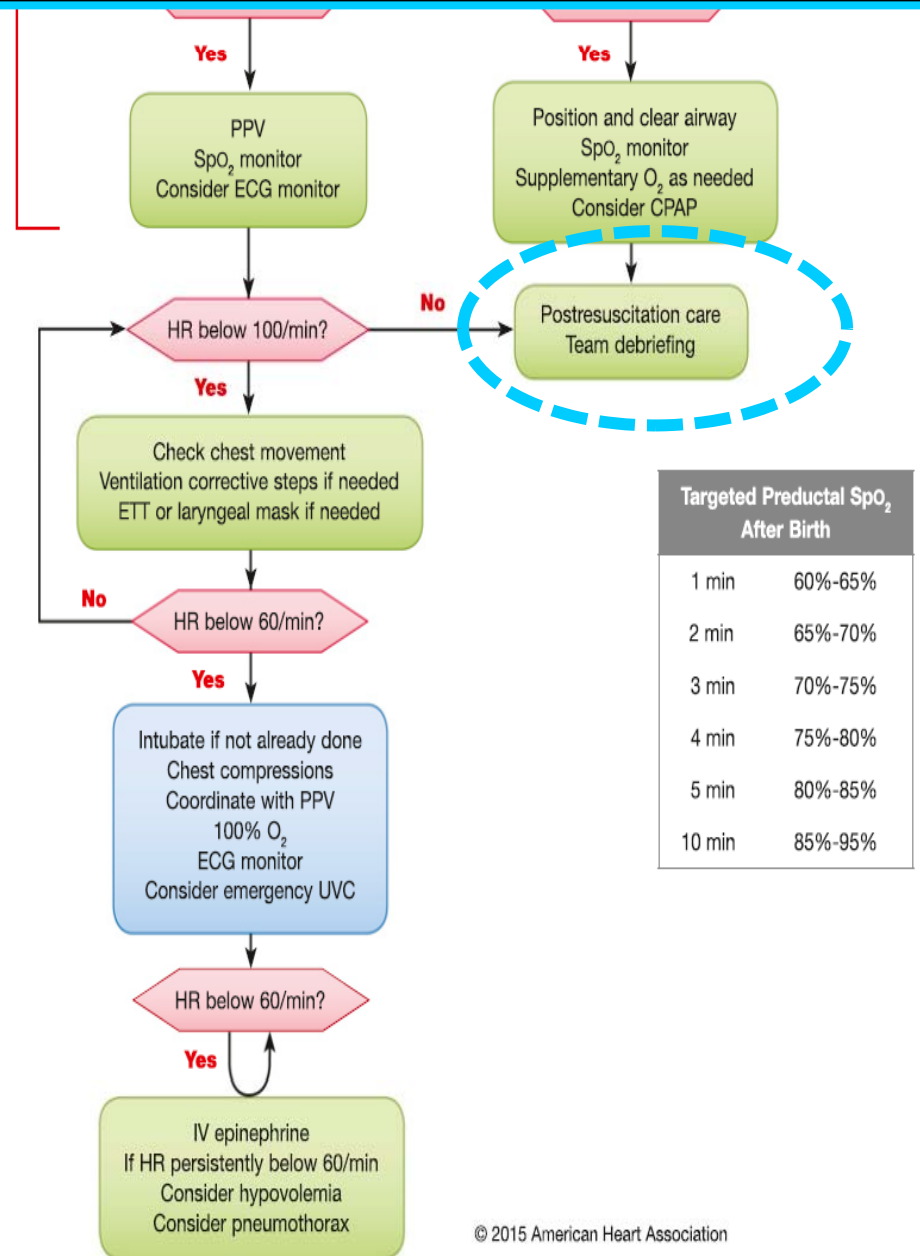 Yes
PPV
SpO₂ monitor
Consider ECG monitor
Yes
Position and clear airway
SpO₂ monitor
Supplementary O₂ as needed
Consider CPAP
HR below 100/min?
No
Postresuscitation care
Team debriefing
Yes
Check chest movement
Ventilation corrective steps if needed
ETT or laryngeal mask if needed
No
HR below 60/min?
Yes
Intubate if not already done
Chest compressions
Coordinate with PPV
100% O₂
ECG monitor
Consider emergency UVC
HR below 60/min?
Yes
IV epinephrine
If HR persistently below 60/min
Consider hypovolemia
Consider pneumothorax
Targeted Preductal SpO₂
After Birth
1 min 60%-65%
2 min 65%-70%
3 min 70%-75%
4 min 75%-80%
5 min 80%-85%
10 min 85%-95%
© 2015 American Heart Association